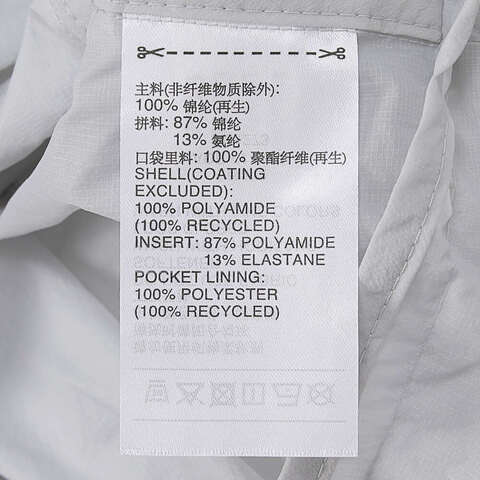 主料(非纤维物质除外):
100% 锦纶(再生)
拼料: 87% 锦纶
13% 氨纶
口袋里料: 100% 聚酯纤维(再生)
SHELL(COATING
EXCLUDED):
100% POLYAMIDE
(100% RECYCLED)
INSERT: 87% POLYAMIDE
13% ELASTANE
POCKET LINING:
100% POLYESTER
(100% RECYCLED)